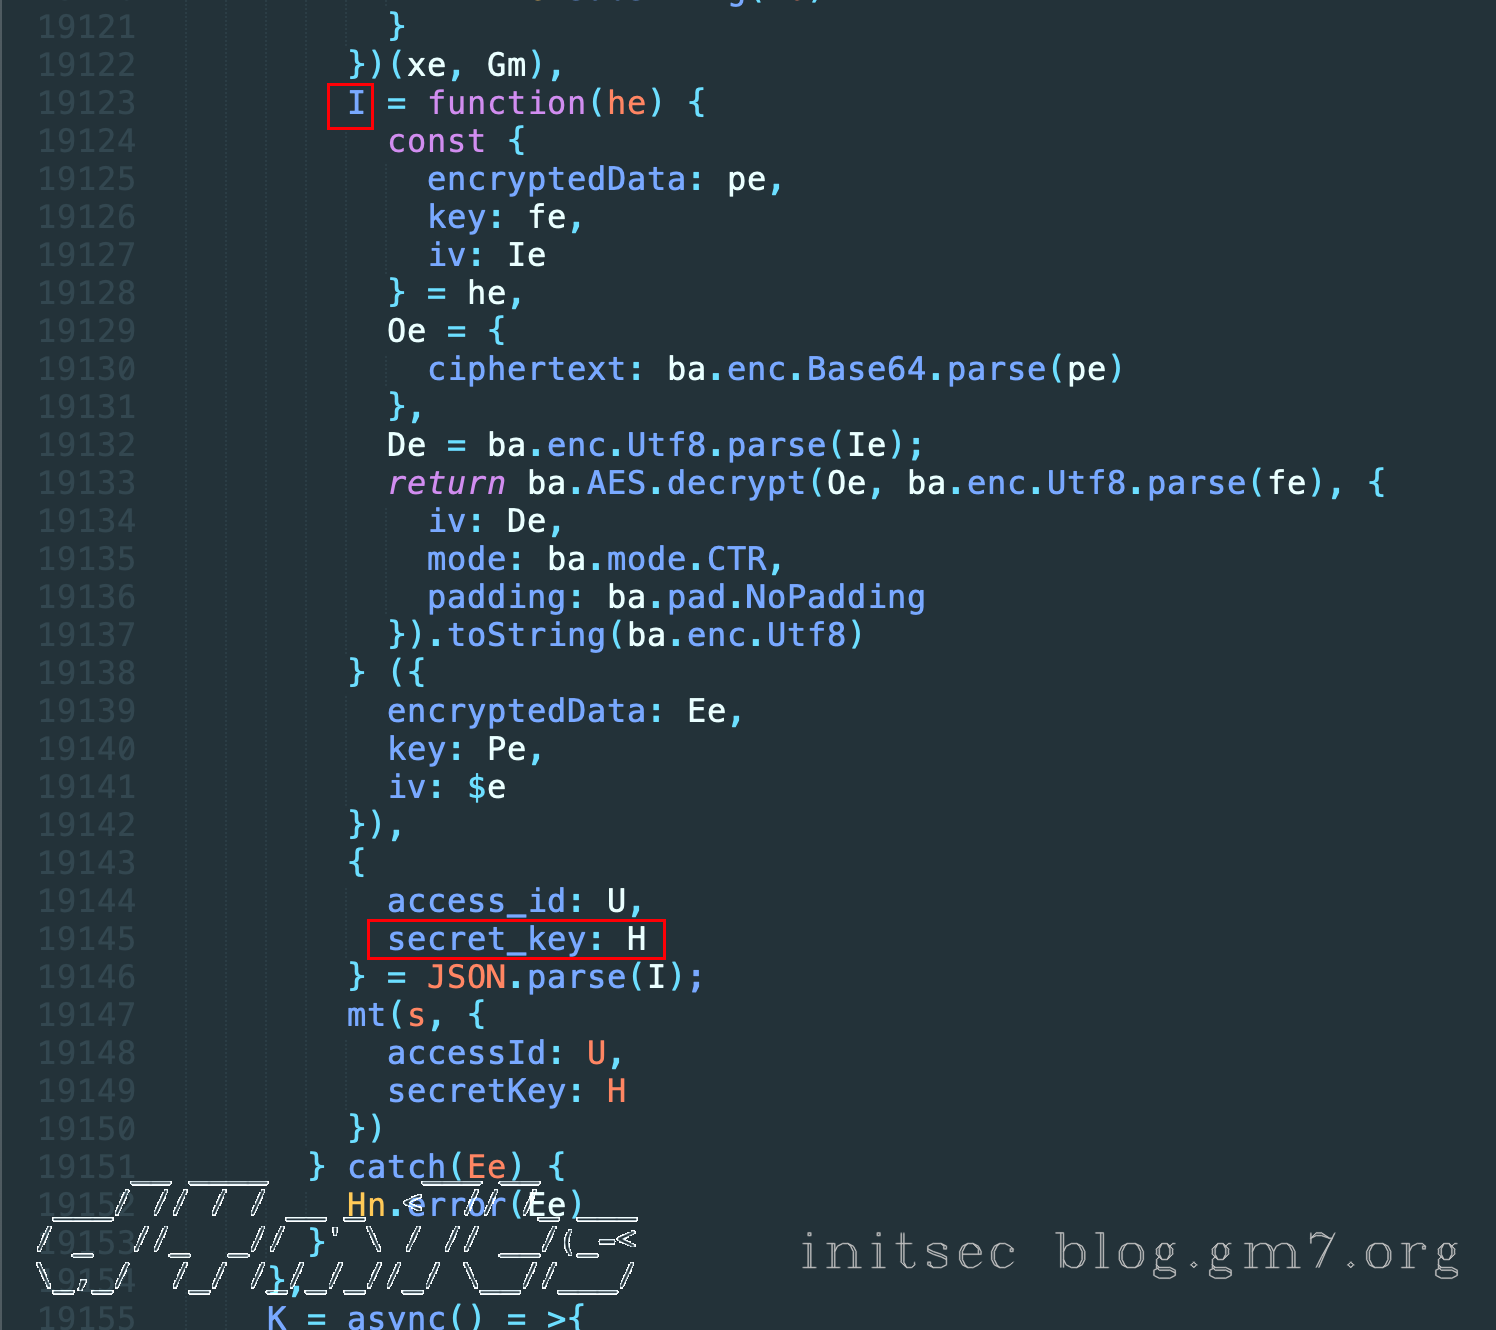 19121 }
19122 })(xe, Gm),
19123 I = function(he) {
19124 const {
19125 encryptedData: pe,
19126 key: fe,
19127 iv: Ie
19128 } = he,
19129 Oe = {
19130 ciphertext: ba.enc.Base64.parse(pe)
19131 },
19132 De = ba.enc.Utf8.parse(Ie);
19133 return ba.AES.decrypt(Oe, ba.enc.Utf8.parse(fe), {
19134 iv: De,
19135 mode: ba.mode.CTR,
19136 padding: ba.pad.NoPadding
19137 }).toString(ba.enc.Utf8)
19138 } ({
19139 encryptedData: Ee,
19140 key: Pe,
19141 iv: $e
19142 }),
19143 {
19144 access_id: U,
19145 secret_key: H
19146 } = JSON.parse(I);
19147 mt(s, {
19148 accessId: U,
19149 secretKey: H
19150 })
19151 } catch(Ee) {
19152 Hn.error(Ee)
19153 }
19154 },
19155 K = async() = >{
initsec blog.gm7.org